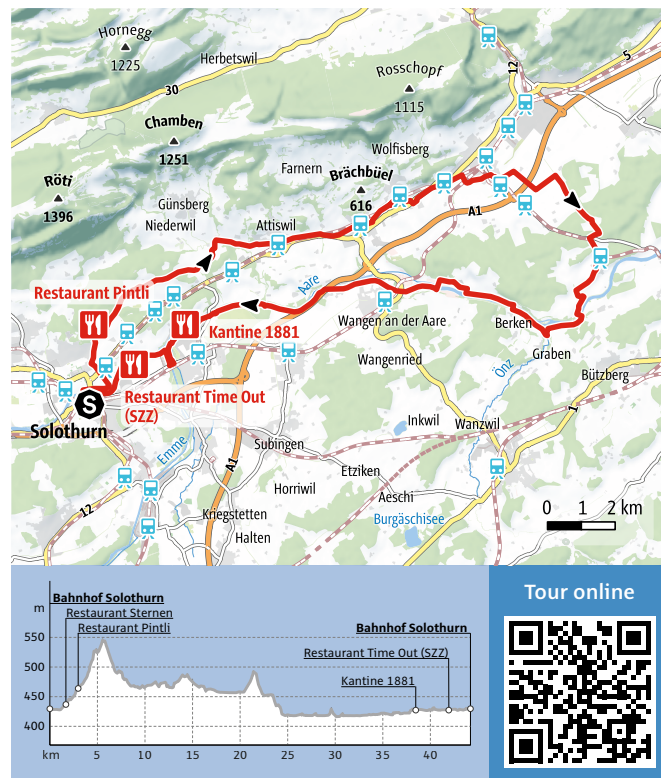 Hornegg
1225
Herbetswil
30
12
5
Rosschopf
1115
Chamben
1251
Wolfisberg
Farnern
Brächbüel
616
Röti
1396
Günsberg
Niederwil
Attiswil
A1
Aare
Restaurant Pintli
Kantine 1881
Wangen an der Aare
Berken
Graben
Wangenried
Önz
Bützberg
Restaurant Time Out
(SZZ)
S
Solothurn
Inkwil
Wanzwil
1
Emme
Subingen
A1
Etziken
Horriwil
Aeschi
12
Kriegstetten
Burgäschisee
Halten
0 1 2 km
Bahnhof Solothurn
Restaurant Sternen
Restaurant Pintli
Bahnhof Solothurn
Restaurant Time Out (SZZ)
Kantine 1881
m
550
500
450
400
km 5 10 15 20 25 30 35 40
Tour online